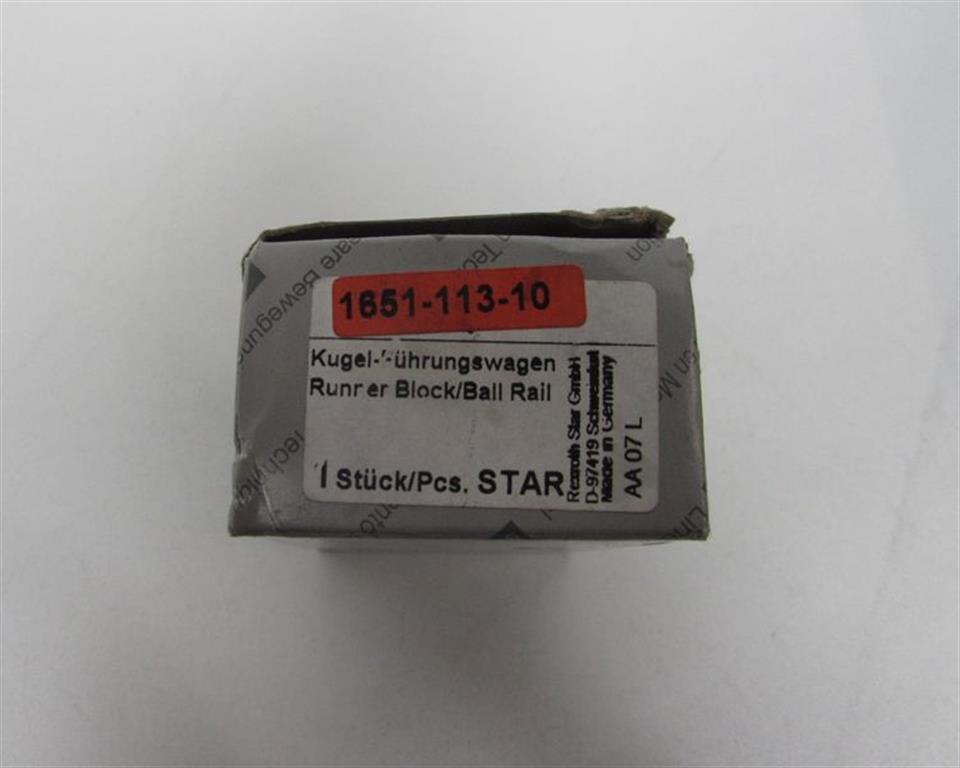 1651-113-10
Kugel-Führungswagen
Runner Block/Ball Rail
1 Stück/Pcs. STAR
Rexroth Star GmbH
D-97419 Schweinfurt
Made in Germany
AA 07 L